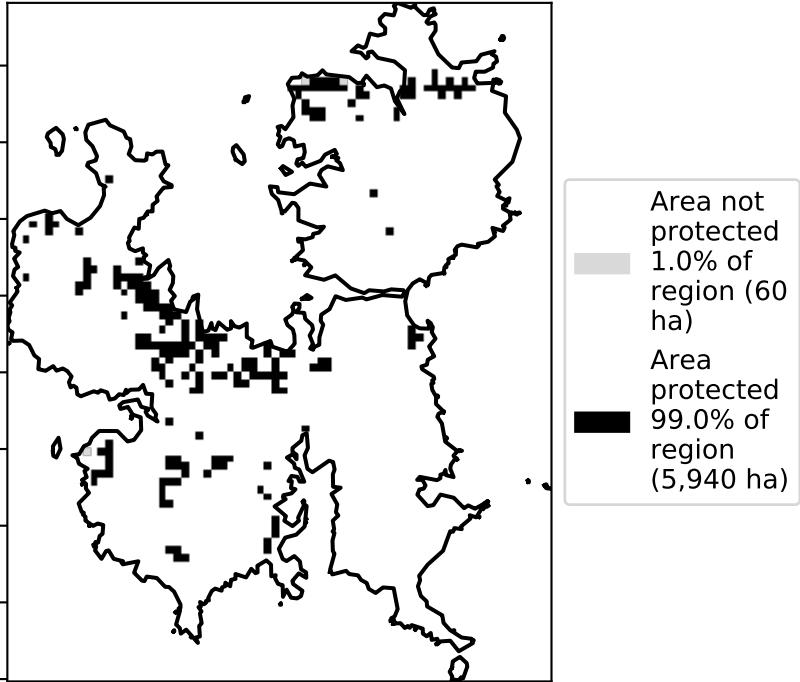 Area not
protected
1.0% of
region (60
ha)
Area
protected
99.0% of
region
(5,940 ha)